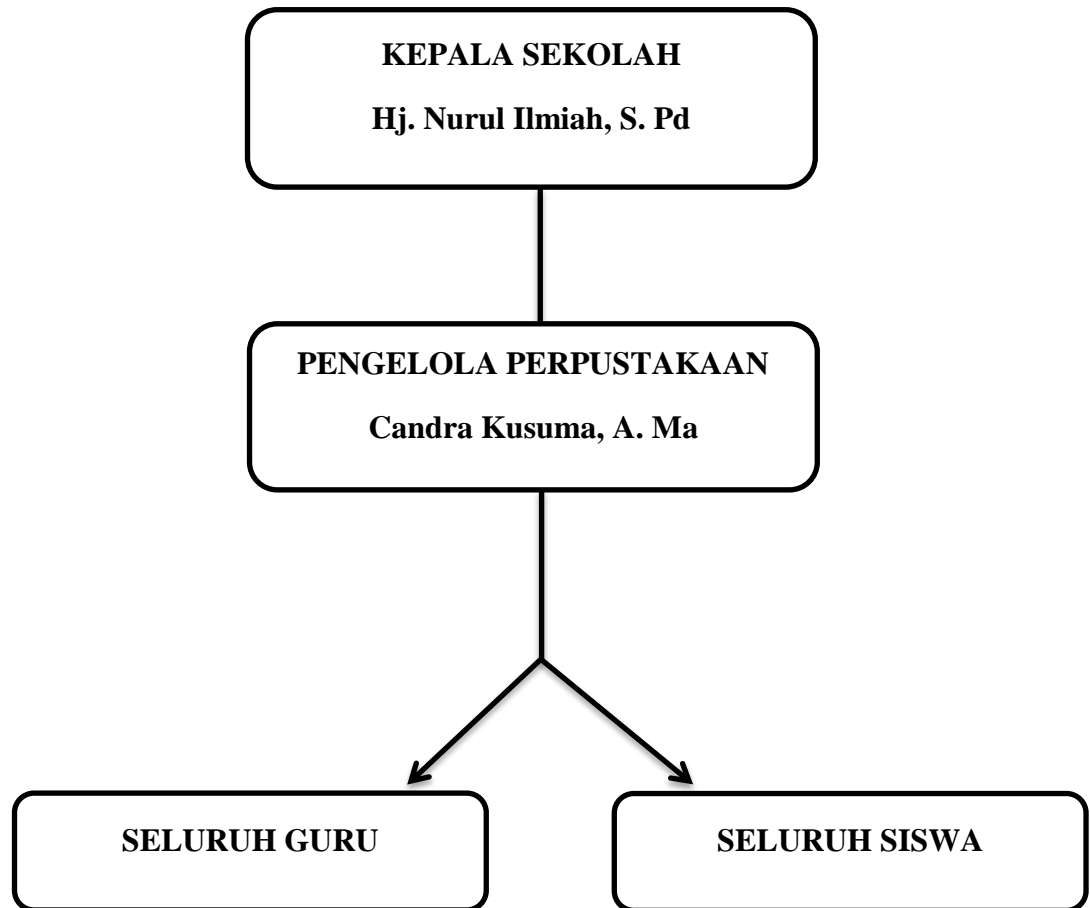 KEPALA SEKOLAH
Hj. Nurul Ilmiah, S. Pd
PENGELOLA PERPUSTAKAAN
Candra Kusuma, A. Ma
SELURUH GURU
SELURUH SISWA